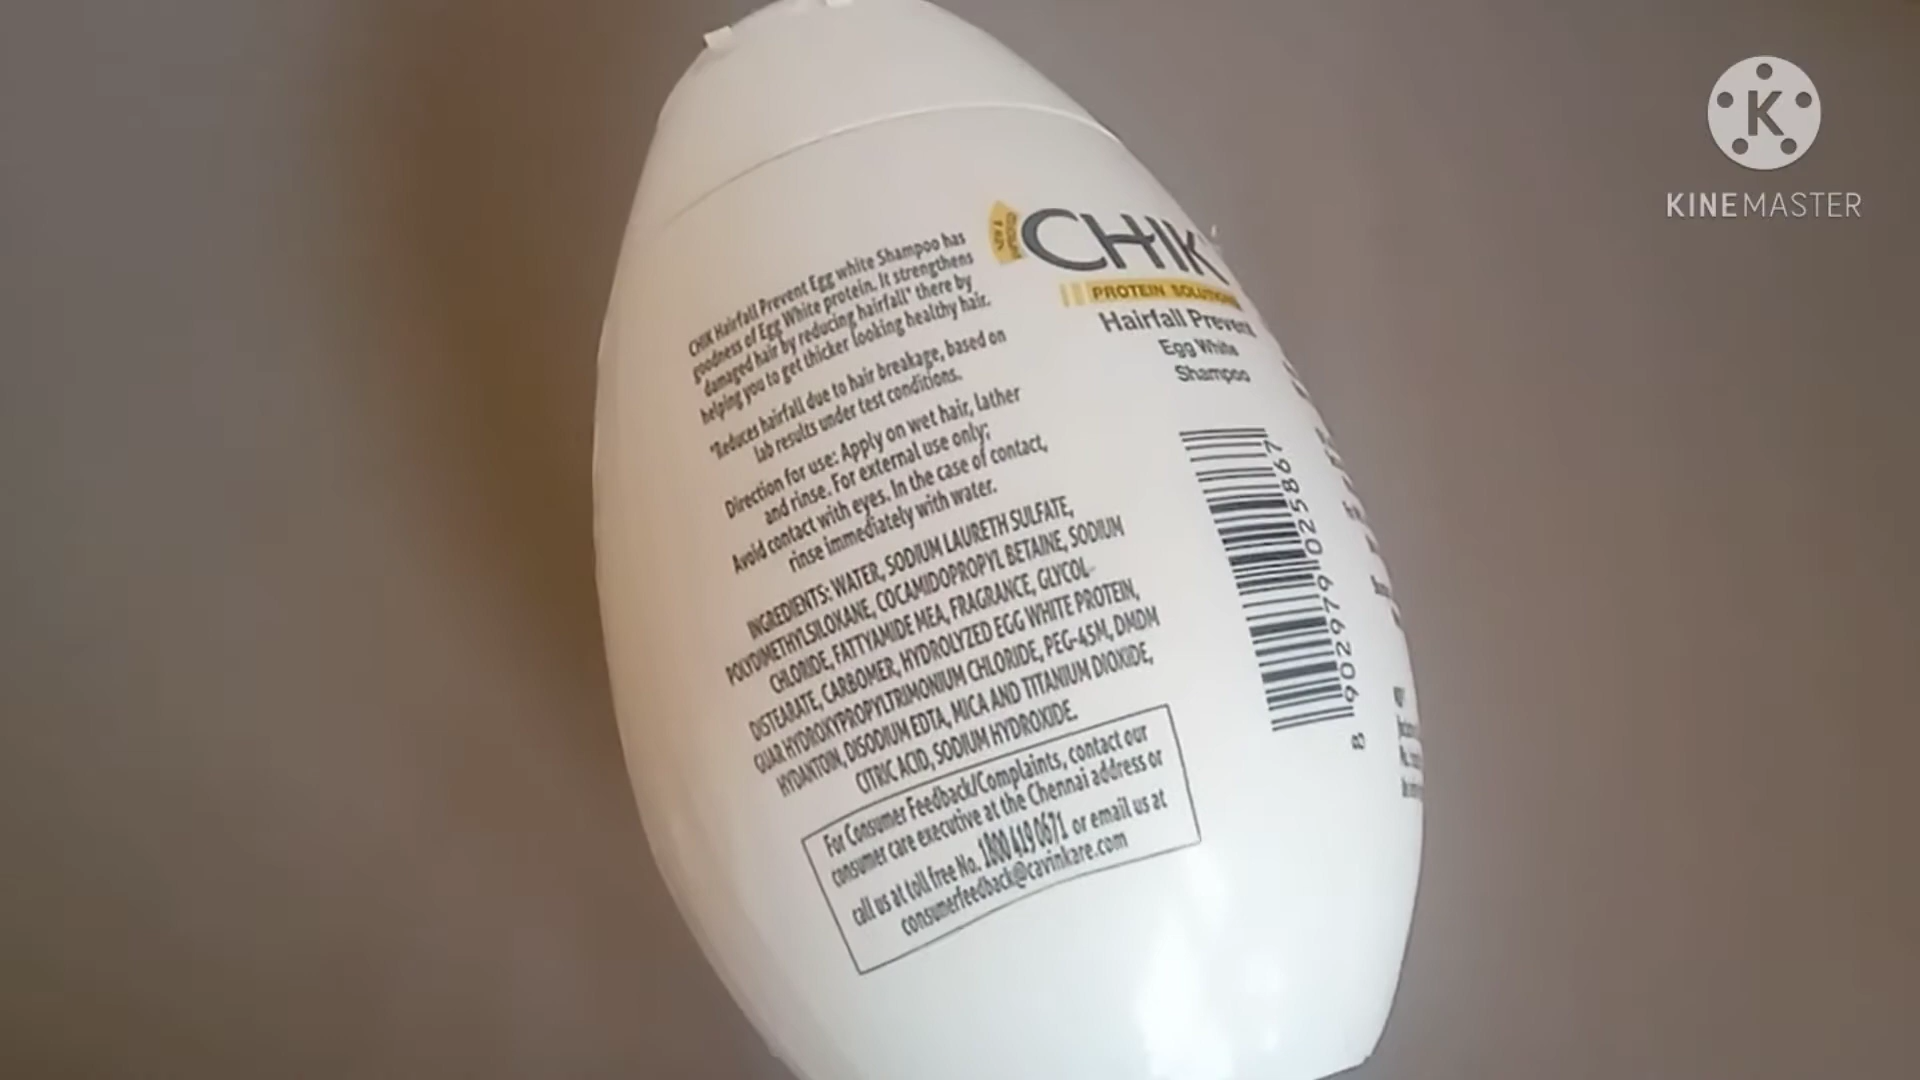 CHIK Hairfall Prevent Egg white Shampoo has
goodness of Egg White protein. It strengthens
damaged hair by reducing hairfall* there by
helping you to get thicker looking healthy hair.
*Reduces hairfall due to hair breakage, based on
lab results under test conditions.
Direction for use: Apply on wet hair, lather
and rinse. For external use only;
Avoid contact with eyes. In the case of contact,
rinse immediately with water.
INGREDIENTS: WATER, SODIUM LAURETH SULFATE,
POLYDIMETHYLSILOXANE, COCAMIDOPROPYL BETAINE, SODIUM
CHLORIDE, FATTYAMIDE MEA, FRAGRANCE, GLYCOL
DISTEARATE, CARBOMER, HYDROLYZED EGG WHITE PROTEIN,
GUAR HYDROXYPROPYLTRIMONIUM CHLORIDE, PEG-45M, DMDM
HYDANTOIN, DISODIUM EDTA, MICA AND TITANIUM DIOXIDE,
CITRIC ACID, SODIUM HYDROXIDE.
For Consumer Feedback/Complaints, contact our
consumer care executive at the Chennai address or
call us at toll free No. 1800 419 0671 or email us at
consumerfeedback@cavinkare.com
CHIK
PROTEIN SOLUTIONS
Hairfall Prevent
Egg White
Shampoo
8 902979 025867
K
KINEMASTER